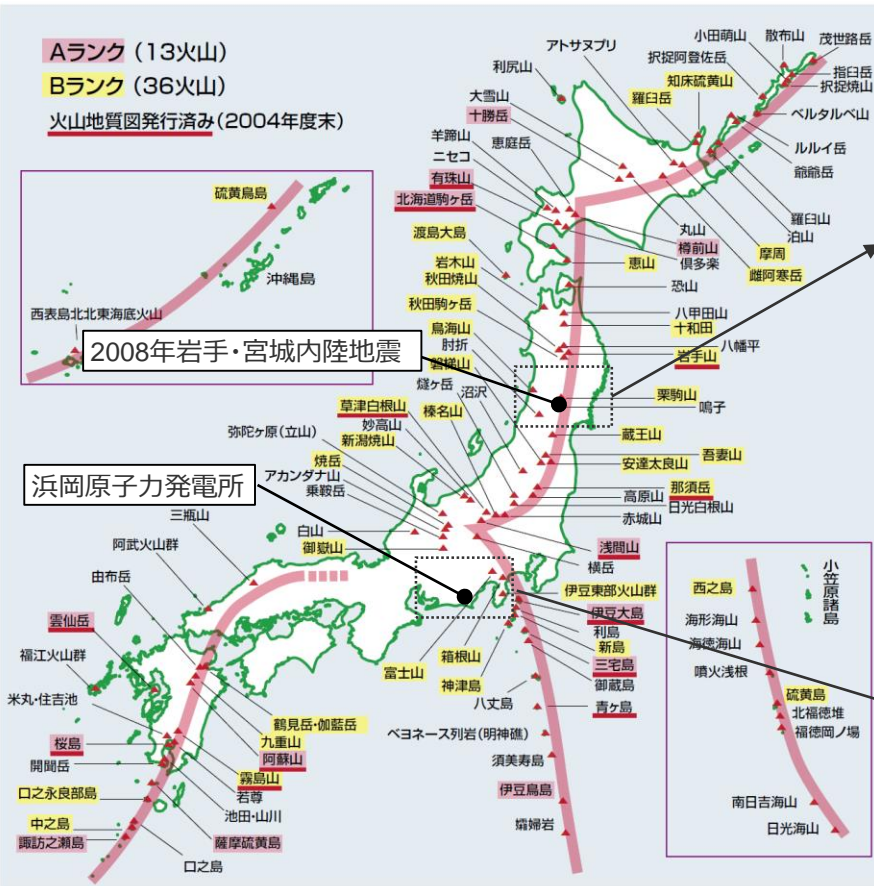 Aランク (13火山)
Bランク (36火山)
火山地質図発行済み(2004年度末)
硫黄鳥島
沖縄島
西表島北北東海底火山
アトサヌプリ
利尻山
大雪山
十勝岳
羊蹄山
恵庭岳
ニセコ
有珠山
北海道駒ヶ岳
渡島大島
小田萌山
散布山
茂世路岳
択捉阿登佐岳
指臼岳
知床硫黄山
択捉焼山
羅臼岳
ベルタルベ山
ルルイ岳
爺爺岳
羅臼山
泊山
丸山
樽前山
摩周
倶多楽
雌阿寒岳
恵山
岩木山
恐山
秋田焼山
秋田駒ヶ岳
八甲田山
十和田
鳥海山
八幡平
肘折
岩手山
2008年岩手・宮城内陸地震
磐梯山
燧ヶ岳
沼沢
栗駒山
鳴子
草津白根山
榛名山
妙高山
蔵王山
弥陀ヶ原(立山)
新潟焼山
吾妻山
焼岳
安達太良山
アカンダナ山
那須岳
乗鞍岳
高原山
日光白根山
浜岡原子力発電所
白山
赤城山
御嶽山
浅間山
横岳
三瓶山
阿武火山群
由布岳
雲仙岳
福江火山群
米丸・住吉池
桜島
開聞岳
口之永良部島
中之島
諏訪之瀬島
口之島
薩摩硫黄島
池田・山川
若尊
霧島山
阿蘇山
九重山
鶴見岳・伽藍岳
伊豆東部火山群
伊豆大島
利島
箱根山
新島
富士山
三宅島
神津島
御蔵島
八丈島
青ヶ島
ベヨネース列岩(明神礁)
須美寿島
伊豆鳥島
孀婦岩
小笠原諸島
西之島
海形海山
海徳海山
噴火浅根
硫黄島
北福徳堆
福徳岡ノ場
南日吉海山
日光海山